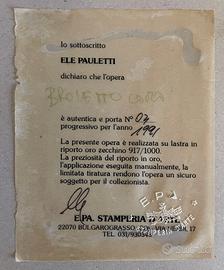 Io sottoscritto
ELE PAULETTI
dichiaro che l'opera
BROLETTO
è autentica e porta N° 07
progressivo per l'anno 1991
La presente opera è realizzata su lastra in
riporto oro zecchino 917/1000.
La preziosità del riporto in oro,
l'applicazione eseguita manualmente, la
limitata tiratura rendono l'opera un sicuro
soggetto per il collezionista.
E.P.A. STAMPERIA D'ARTE
22070 BULGAROGROSSO
TEL 031/930543